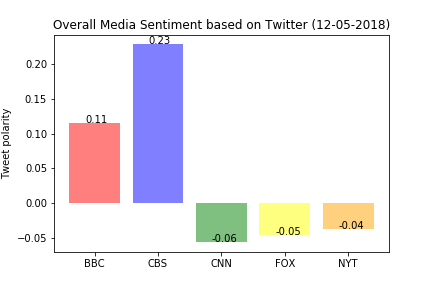 Overall Media Sentiment based on Twitter (12-05-2018)
Tweet polarity
0.20
0.15
0.10
0.05
0.00
−0.05
0.11
0.23
-0.06
-0.05
-0.04
BBC
CBS
CNN
FOX
NYT